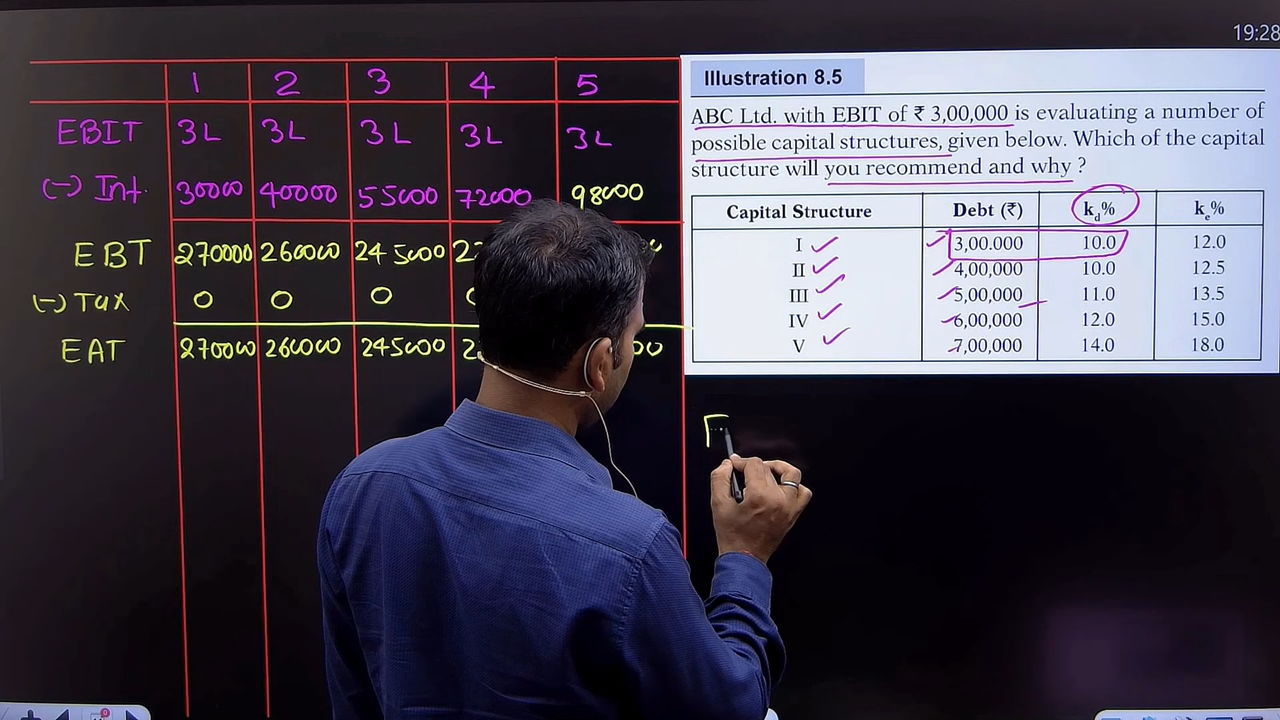 19:28
1 2 3 4 5
EBIT 3L 3L 3L 3L 3L
(-) Int. 30000 40000 55000 72000 98000
EBT 270000 260000 245000
(-) Tax 0 0 0
EAT 270000 260000 245000
Illustration 8.5
ABC Ltd. with EBIT of ₹ 3,00,000 is evaluating a number of
possible capital structures, given below. Which of the capital
structure will you recommend and why ?
Capital Structure Debt (₹) kd% ke%
I 3,00.000 10.0 12.0
II 4,00,000 10.0 12.5
III 5,00,000 11.0 13.5
IV 6,00,000 12.0 15.0
V 7,00,000 14.0 18.0